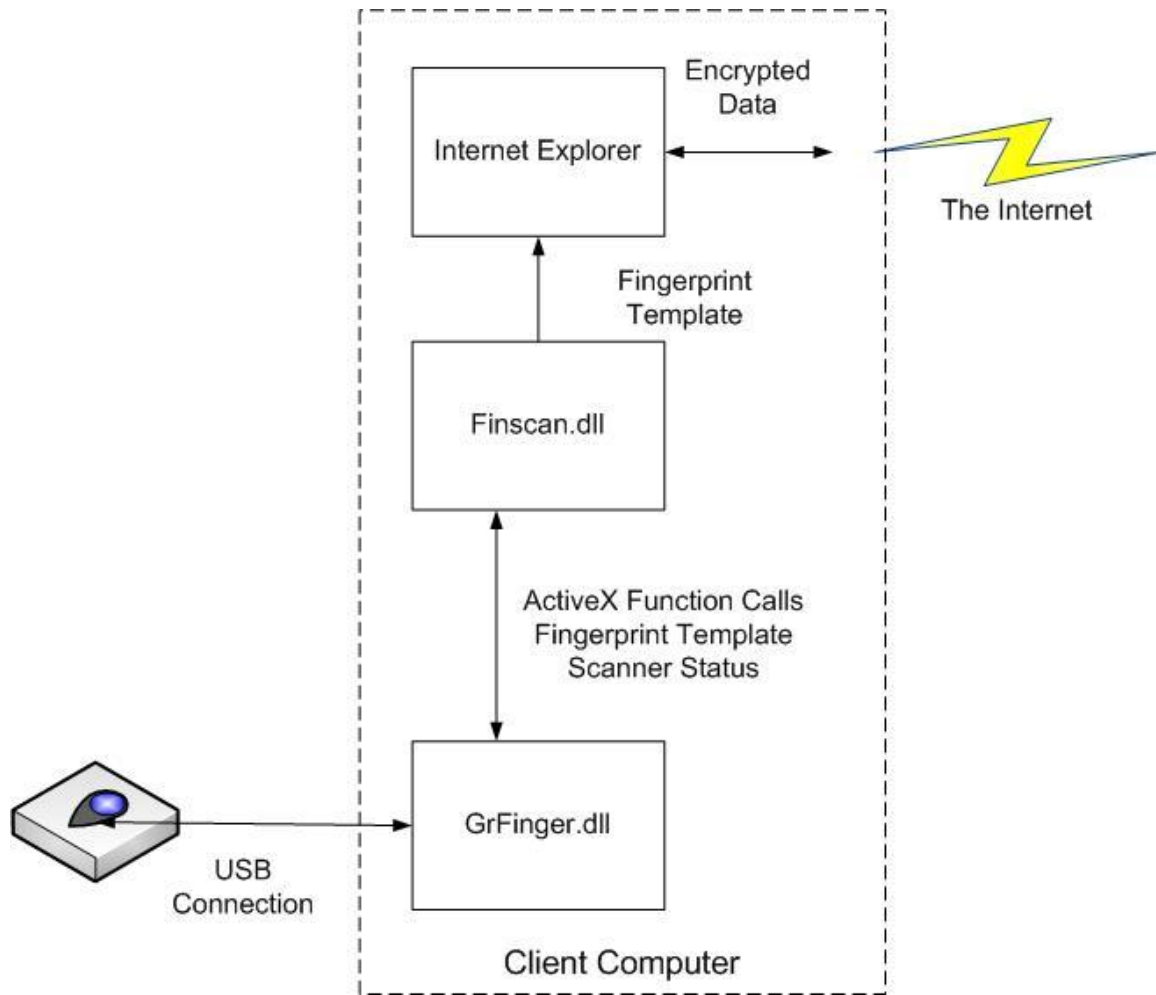 Encrypted
Data
Internet Explorer
The Internet
Fingerprint
Template
Finscan.dll
ActiveX Function Calls
Fingerprint Template
Scanner Status
GrFinger.dll
USB
Connection
Client Computer